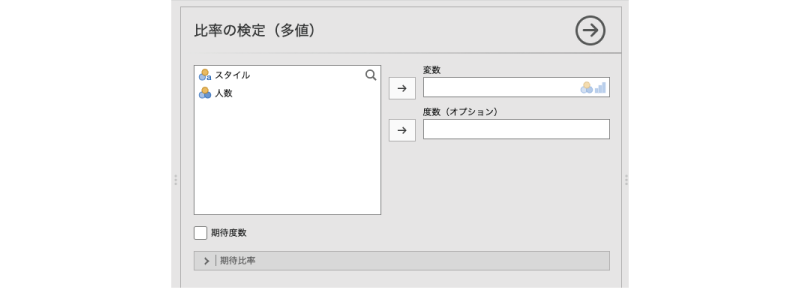 比率の検定（多値）
スタイル
人数
変数
度数（オプション）
期待度数
期待比率